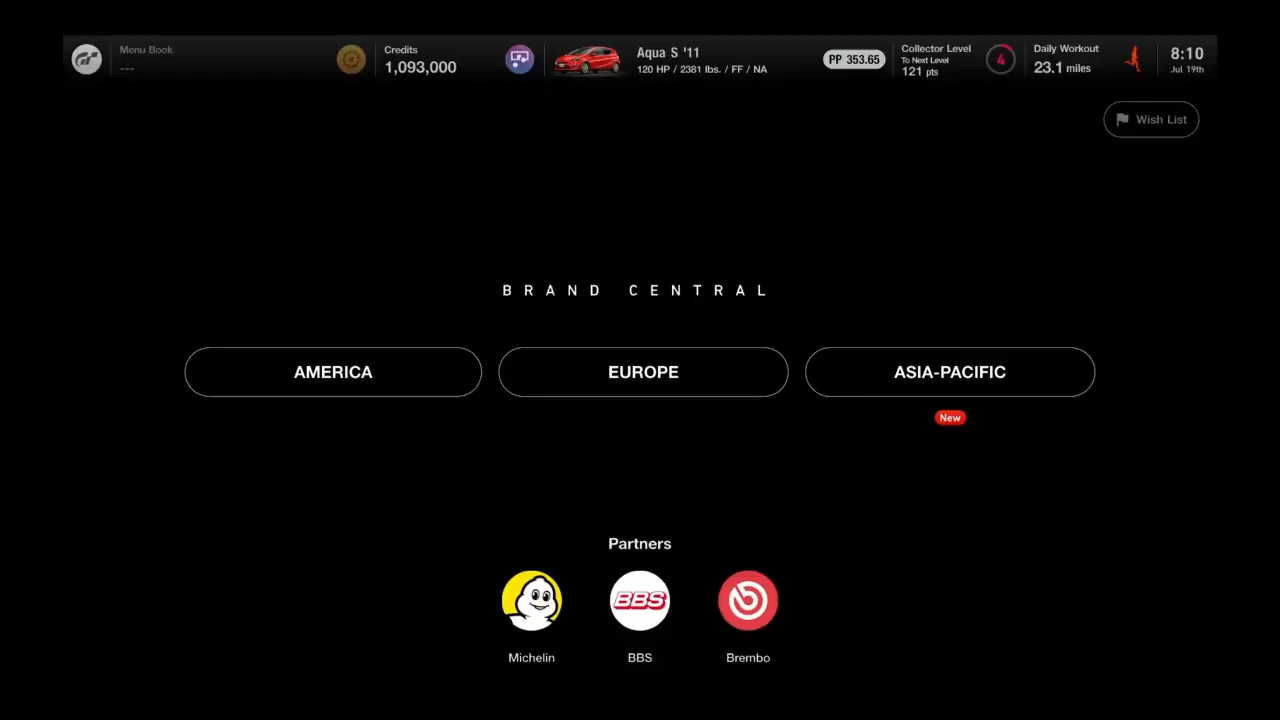 Menu Book
---
Credits
1,093,000
Aqua S '11
120 HP / 2381 lbs. / FF / NA
PP 353.65
Collector Level
To Next Level
121 pts
4
Daily Workout
23.1 miles
8:10
Jul 19th
Wish List
BRAND CENTRAL
AMERICA
EUROPE
ASIA-PACIFIC
New
Partners
BBS
Michelin
BBS
Brembo